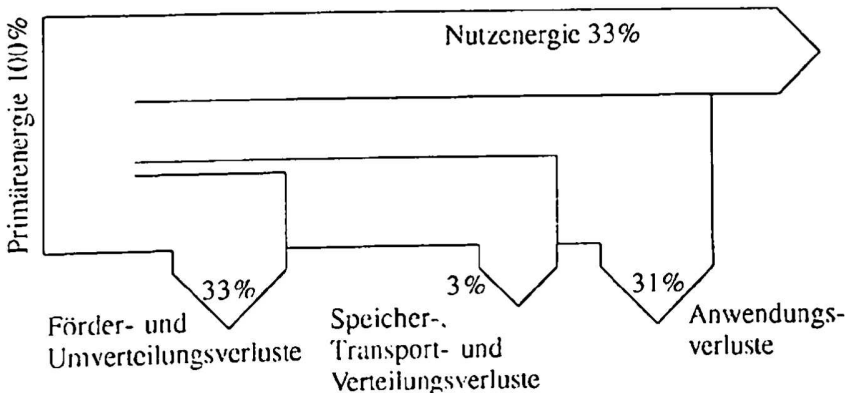 Nutzenergie 33%
Primärenergie 100%
33%
3%
31%
Förder- und
Umverteilungsverluste
Speicher-,
Transport- und
Verteilungsverluste
Anwendungs-
verluste